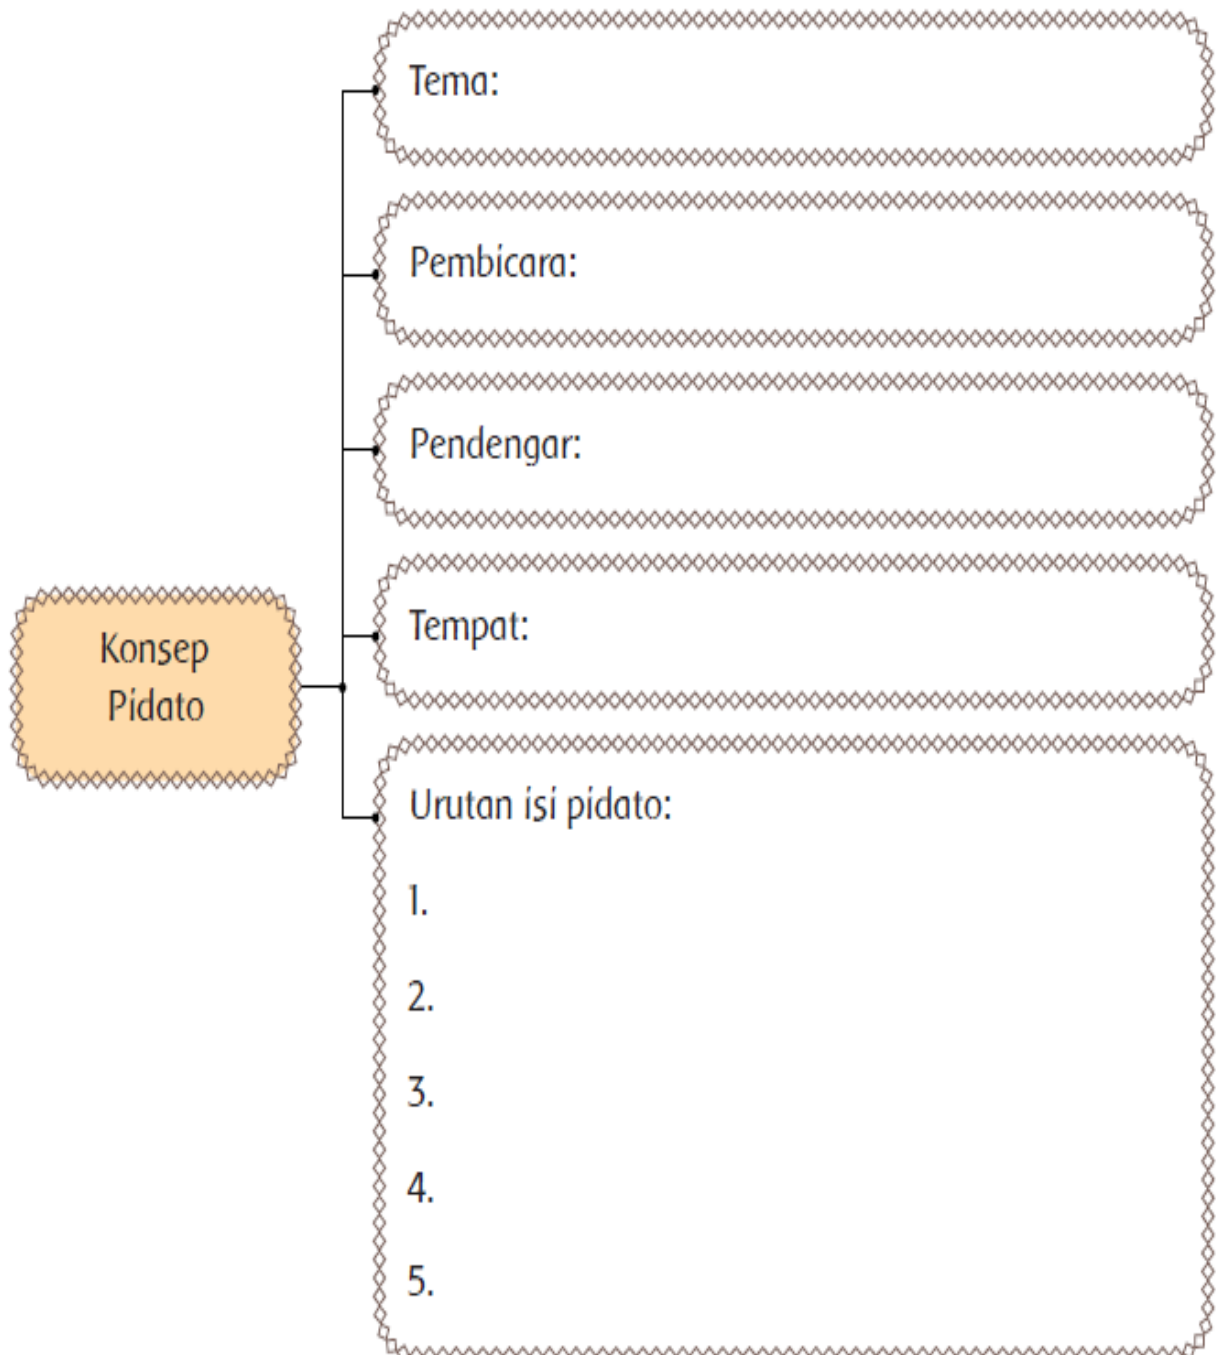 Tema:
Pembicara:
Pendengar:
Tempat:
Konsep
Pidato
Urutan isi pidato:
1.
2.
3.
4.
5.